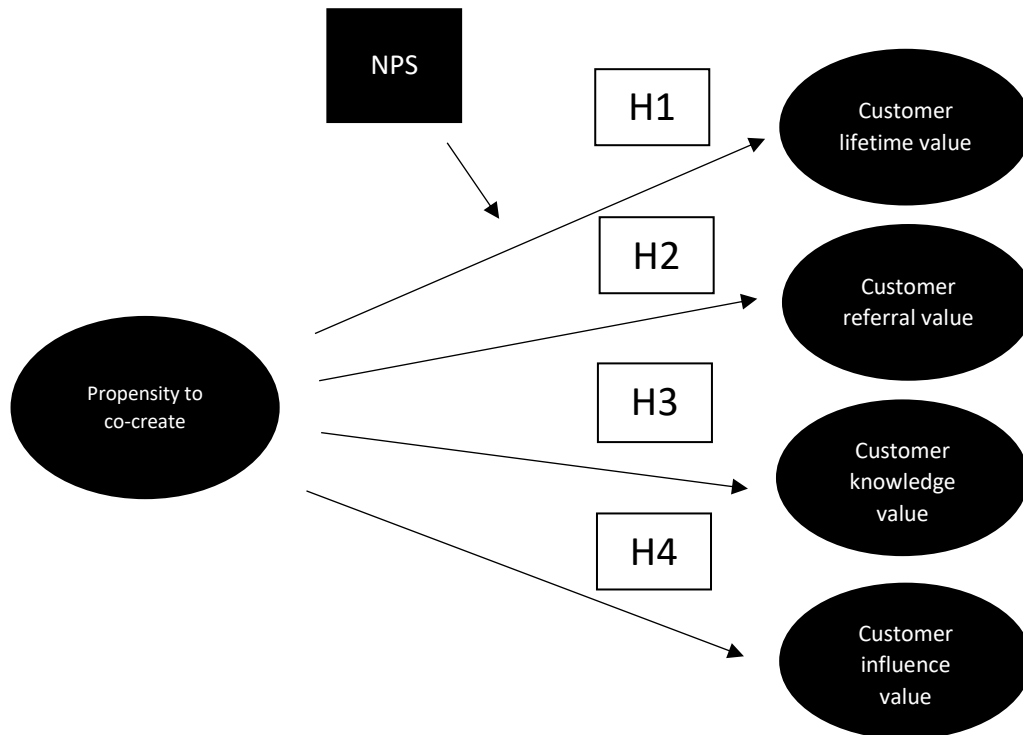 NPS
H1
Customer
lifetime value
H2
Customer
referral value
Propensity to
co-create
H3
Customer
knowledge
value
H4
Customer
influence
value